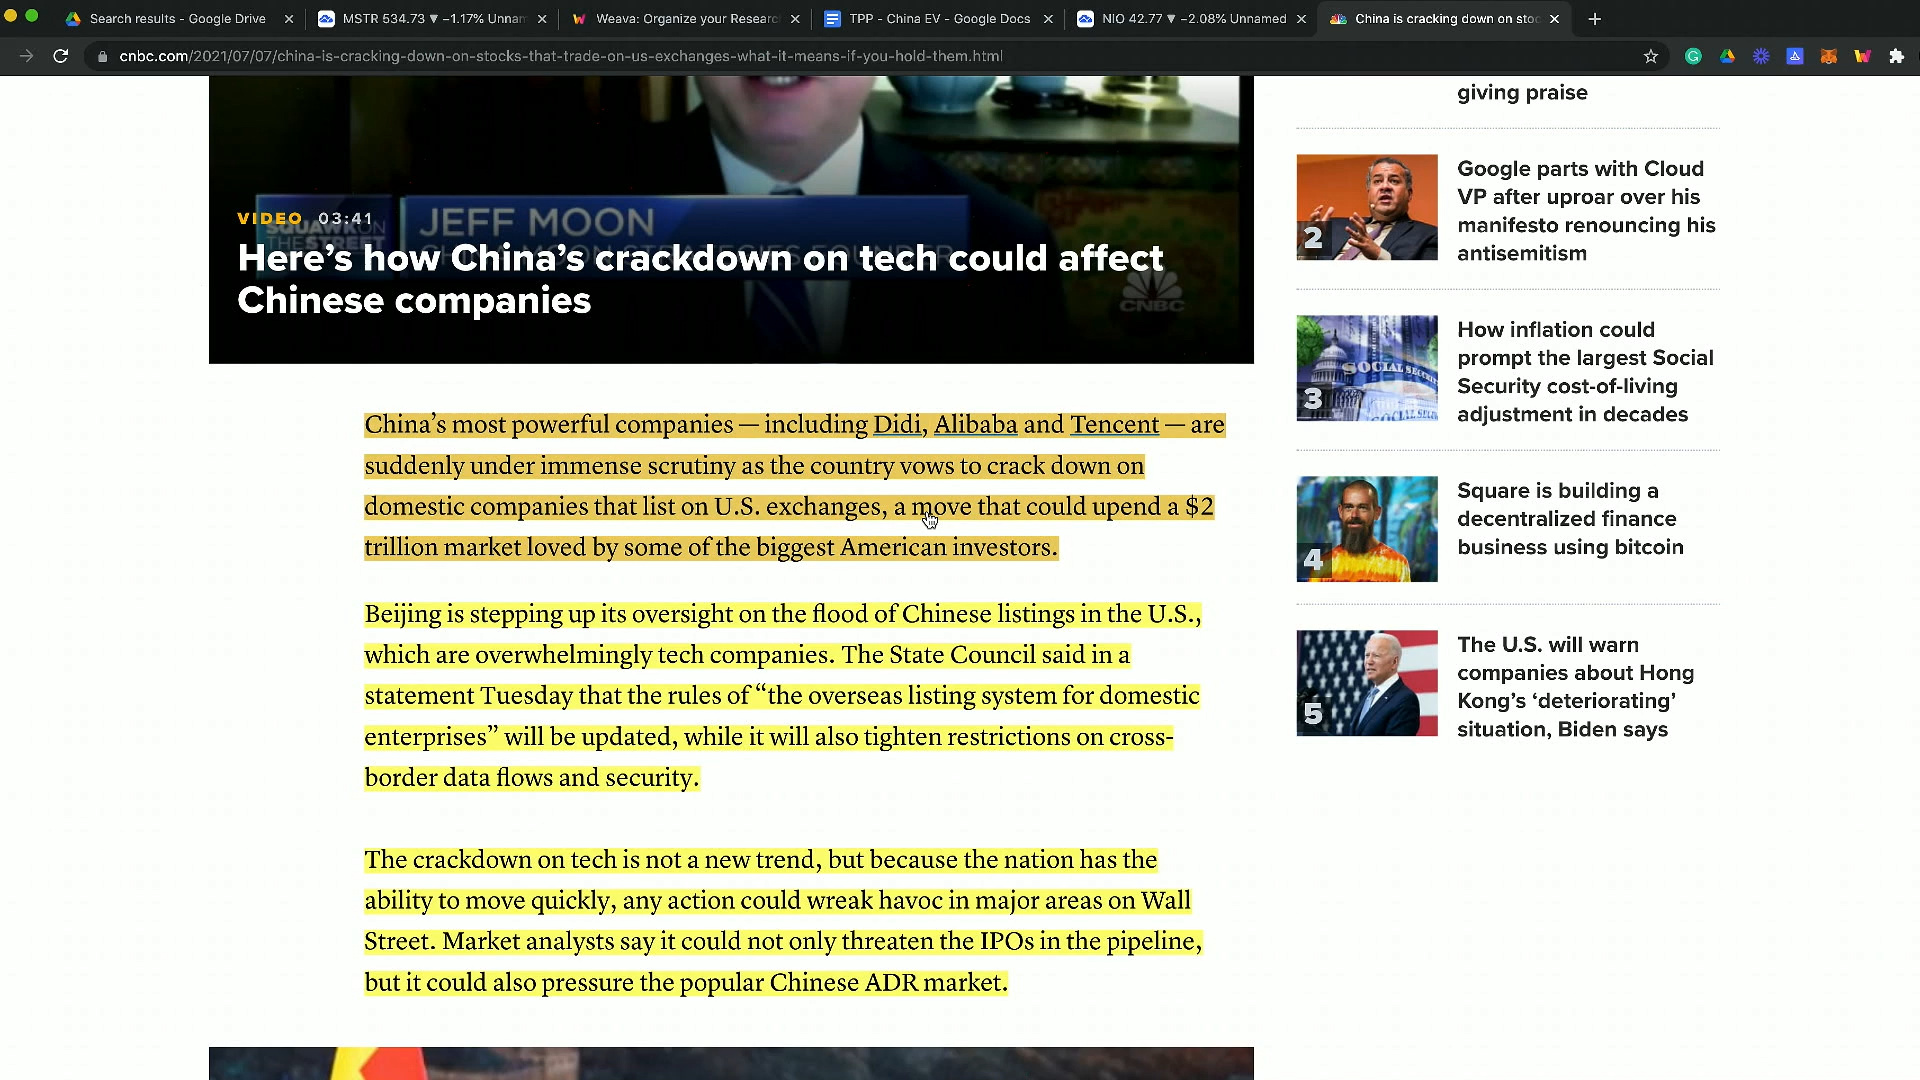 Search results - Google Drive
MSTR 534.73 ▼ −1.17% Unnam
Weava: Organize your Researc
TPP - China EV - Google Docs
NIO 42.77 ▼ −2.08% Unnamed
China is cracking down on stoc
cnbc.com/2021/07/07/china-is-cracking-down-on-stocks-that-trade-on-us-exchanges-what-it-means-if-you-hold-them.html
JEFF MOON
SQUAWK ON
THE STREET
VIDEO 03:41
Here’s how China’s crackdown on tech could affect
Chinese companies
CNBC
China’s most powerful companies — including Didi, Alibaba and Tencent — are
suddenly under immense scrutiny as the country vows to crack down on
domestic companies that list on U.S. exchanges, a move that could upend a $2
trillion market loved by some of the biggest American investors.
Beijing is stepping up its oversight on the flood of Chinese listings in the U.S.,
which are overwhelmingly tech companies. The State Council said in a
statement Tuesday that the rules of “the overseas listing system for domestic
enterprises” will be updated, while it will also tighten restrictions on cross-
border data flows and security.
The crackdown on tech is not a new trend, but because the nation has the
ability to move quickly, any action could wreak havoc in major areas on Wall
Street. Market analysts say it could not only threaten the IPOs in the pipeline,
but it could also pressure the popular Chinese ADR market.
giving praise
2
Google parts with Cloud
VP after uproar over his
manifesto renouncing his
antisemitism
3
SOCIAL SECURITY
How inflation could
prompt the largest Social
Security cost-of-living
adjustment in decades
4
Square is building a
decentralized finance
business using bitcoin
5
The U.S. will warn
companies about Hong
Kong’s ‘deteriorating’
situation, Biden says